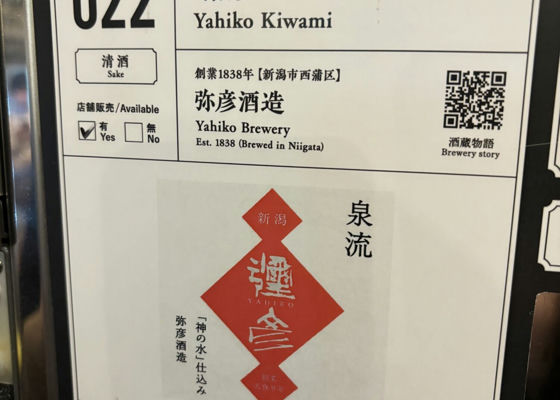 022
Yahiko Kiwami
清酒
Sake
店舗販売/Available
有
Yes
無
No
創業1838年【新潟市西蒲区】
弥彦酒造
Yahiko Brewery
Est. 1838 (Brewed in Niigata)
酒蔵物語
Brewery story
泉流
新潟
彌彦
YAHIKO
「神の水」仕込み
弥彦酒造